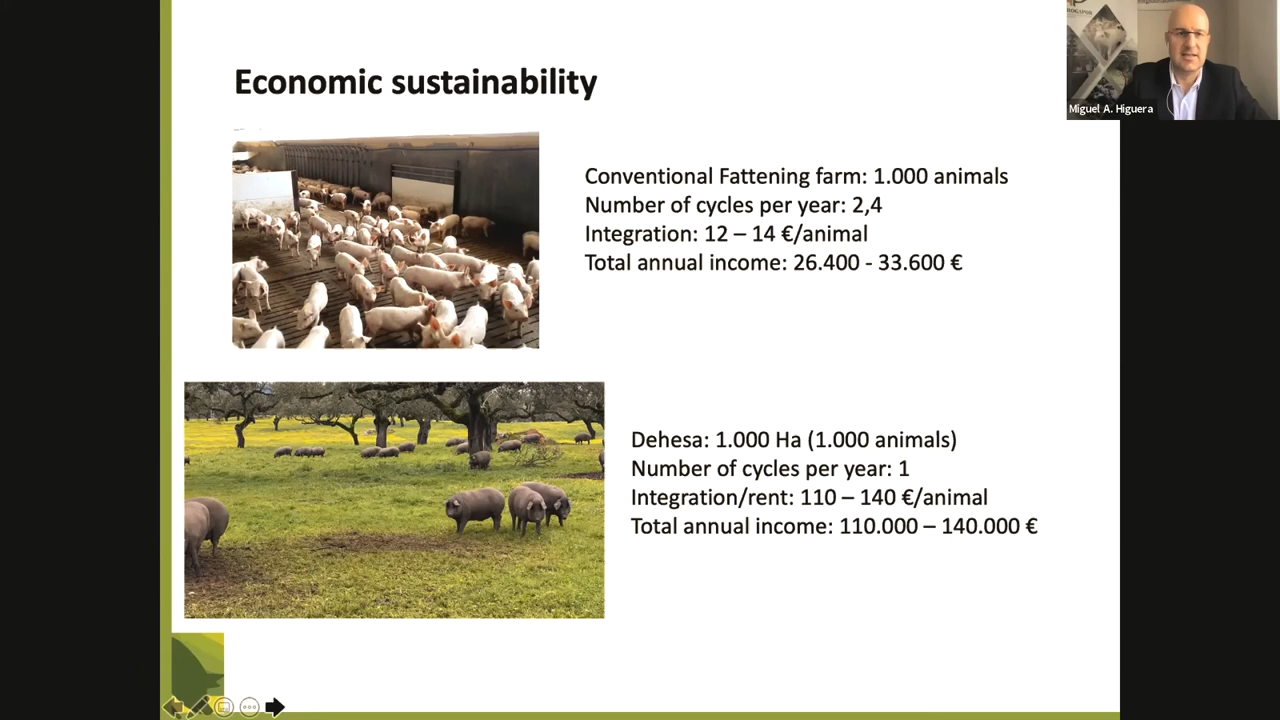 Economic sustainability
Conventional Fattening farm: 1.000 animals
Number of cycles per year: 2,4
Integration: 12 – 14 €/animal
Total annual income: 26.400 - 33.600 €
Dehesa: 1.000 Ha (1.000 animals)
Number of cycles per year: 1
Integration/rent: 110 – 140 €/animal
Total annual income: 110.000 – 140.000 €
Miguel A. Higuera